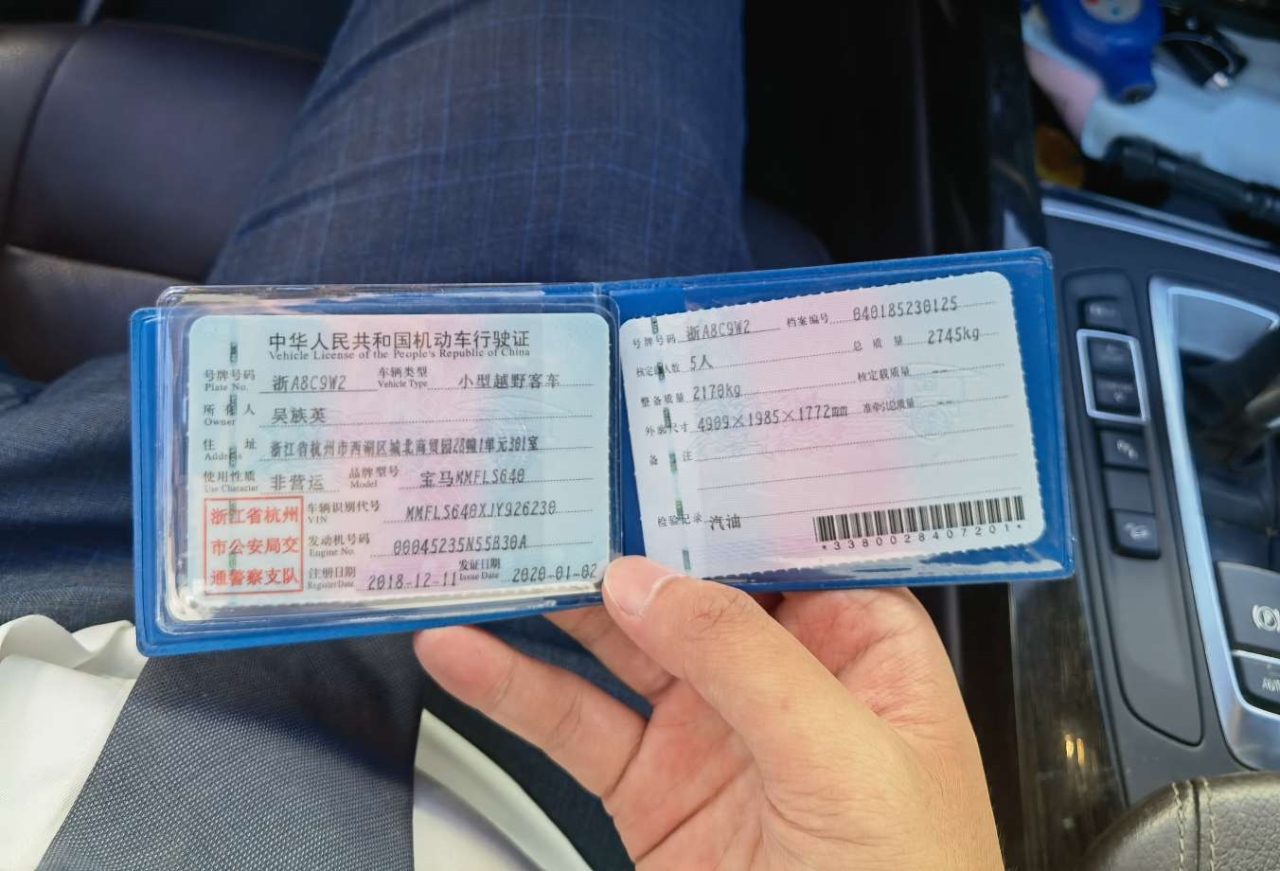 中华人民共和国机动车行驶证
Vehicle License of the People's Republic of China
号牌号码 浙A8C9W2 车辆类型 小型越野客车
Plate No. Vehicle Type
所有人 吴族英
Owner
住址 浙江省杭州市西湖区城北商贸园28幢1单元301室
Address
使用性质 非营运 品牌型号 宝马MMFLS640
Use Character Model
浙江省杭州
市公安局交
通警察支队
车辆识别代号 MMFLS640XJY926230
VIN
发动机号码 00045235N55B30A
Engine No.
注册日期 2018-12-11 发证日期 2020-01-02
Register Date Issue Date
号牌号码 浙A8C9W2 档案编号 040185230125
核定人数 5人 总质量 2745kg
整备质量 2170kg 核定载质量 --
外廓尺寸 4909×1985×1772mm 准牵引总质量 --
备注
检验记录 汽油
*3380028407201*